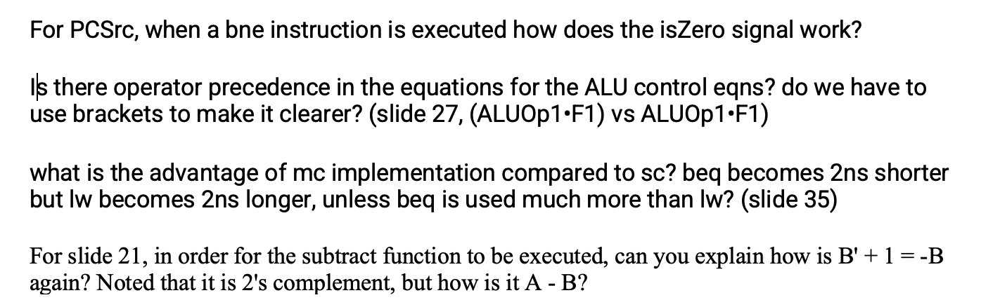 For PCSrc, when a bne instruction is executed how does the isZero signal work?
Is there operator precedence in the equations for the ALU control eqns? do we have to
use brackets to make it clearer? (slide 27, (ALUOp1•F1) vs ALUOp1•F1)
what is the advantage of mc implementation compared to sc? beq becomes 2ns shorter
but lw becomes 2ns longer, unless beq is used much more than lw? (slide 35)
For slide 21, in order for the subtract function to be executed, can you explain how is B' + 1 = -B
again? Noted that it is 2's complement, but how is it A - B?